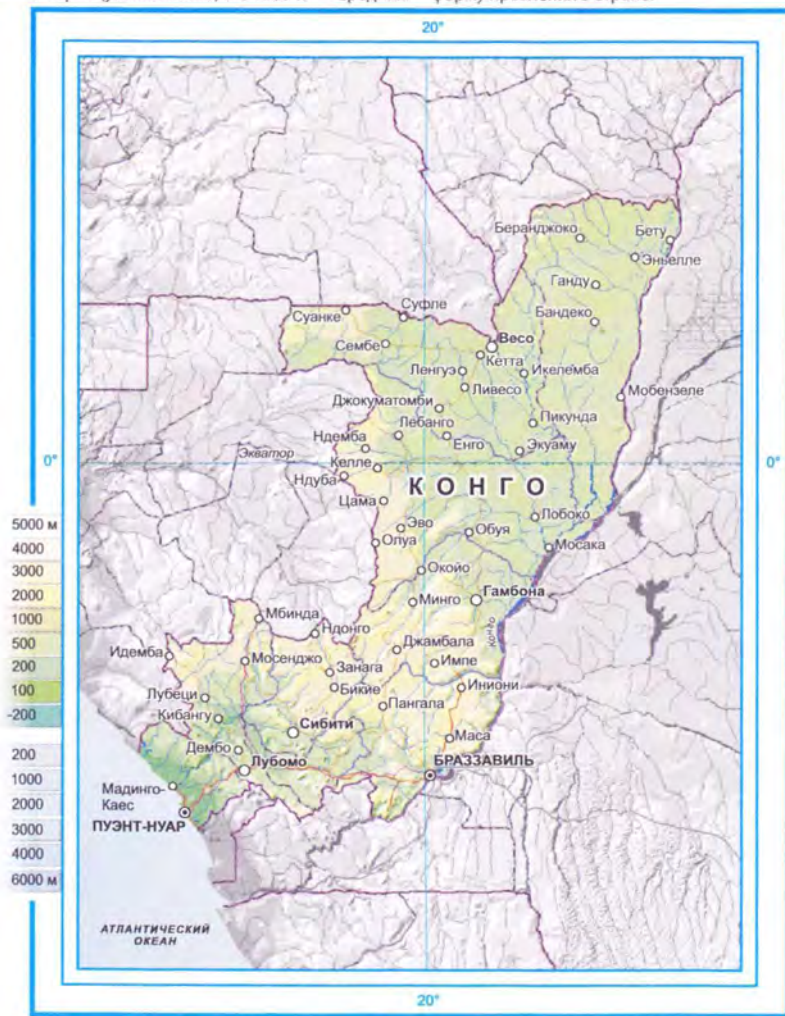 20°
Беранджоко
Бету
Эньелле
Ганду
Бандеко
Суанке
Суфле
Весо
Сембе
Кетта
Ленгуэ
Икелемба
Ливесо
Мобензеле
Джокуматомби
Пикунда
Лебанго
Ндемба
Енго
Экуаму
Экватор
0°
0°
Келле
Ндуба
КОНГО
Цама
Лобоко
Эво
Обуя
Олуа
Мосака
Окойо
Гамбона
Минго
Мбинда
Ндонго
Конго
Джамбала
Идемба
Мосенджо
Импе
Занага
Лубеци
Бикие
Иниони
Пангала
Кибангу
Сибити
Маса
Дембо
Лубомо
БРАЗЗАВИЛЬ
Мадинго-
Каес
ПУЭНТ-НУАР
АТЛАНТИЧЕСКИЙ
ОКЕАН
5000 м
4000
3000
2000
1000
500
200
100
-200
200
1000
2000
3000
4000
6000 м
20°